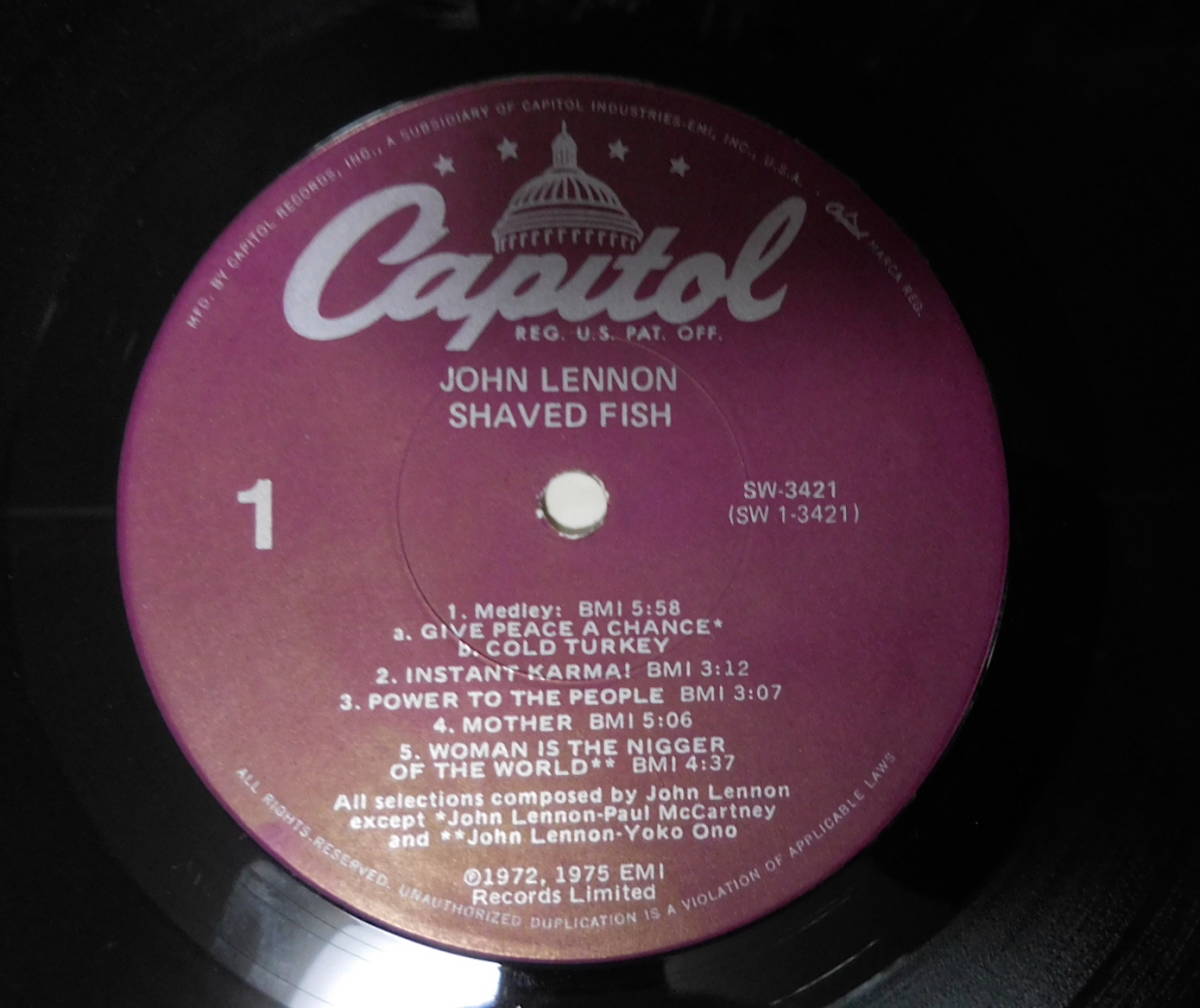 MFD. BY CAPITOL RECORDS, INC., A SUBSIDIARY OF CAPITOL INDUSTRIES-EMI, INC., U.S.A. · Capitol MARCA REG.
Capitol
REG. U.S. PAT. OFF.
JOHN LENNON
SHAVED FISH
1
SW-3421
(SW 1-3421)
1. Medley: BMI 5:58
a. GIVE PEACE A CHANCE*
b. COLD TURKEY
2. INSTANT KARMA! BMI 3:12
3. POWER TO THE PEOPLE BMI 3:07
4. MOTHER BMI 5:06
5. WOMAN IS THE NIGGER
OF THE WORLD** BMI 4:37
All selections composed by John Lennon
except *John Lennon-Paul McCartney
and **John Lennon-Yoko Ono
℗1972, 1975 EMI
Records Limited
ALL RIGHTS RESERVED. UNAUTHORIZED DUPLICATION IS A VIOLATION OF APPLICABLE LAWS